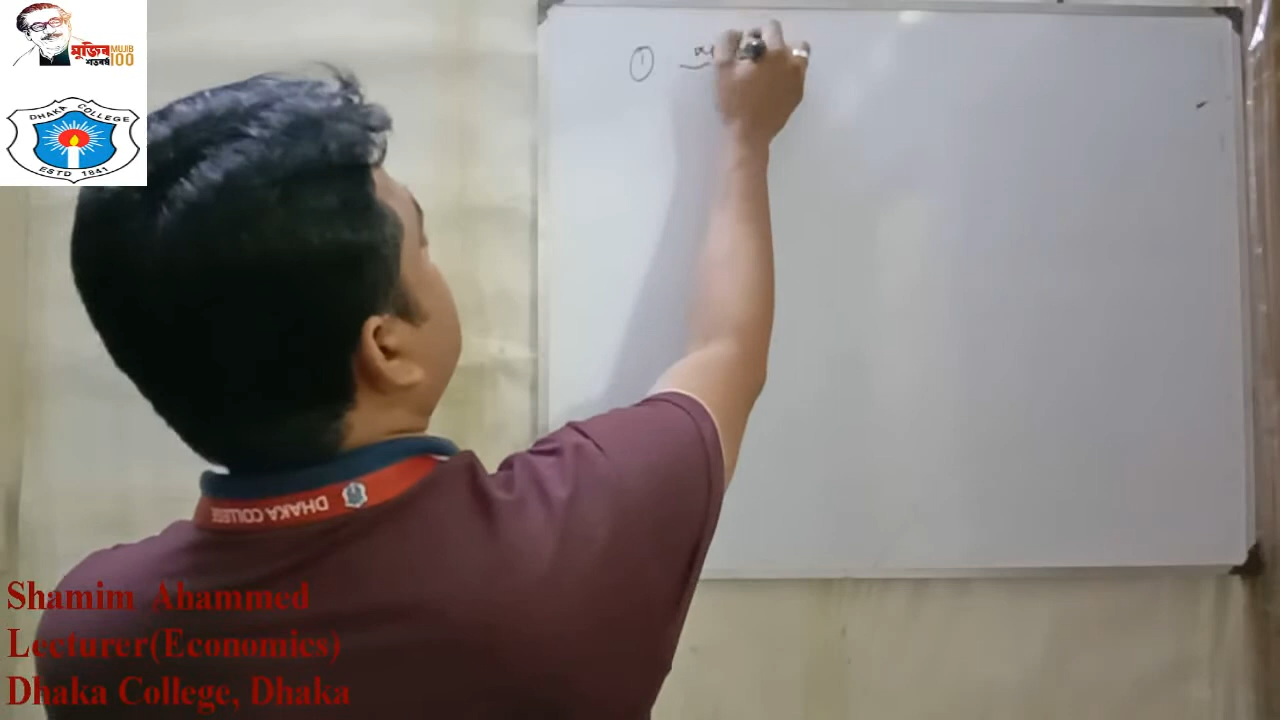 মুজিব MUJIB
শতবর্ষ 100
DHAKA COLLEGE
ESTD 1841
1
DHAKA COLLEGE
Shamim Ahammed
Lecturer(Economics)
Dhaka College, Dhaka